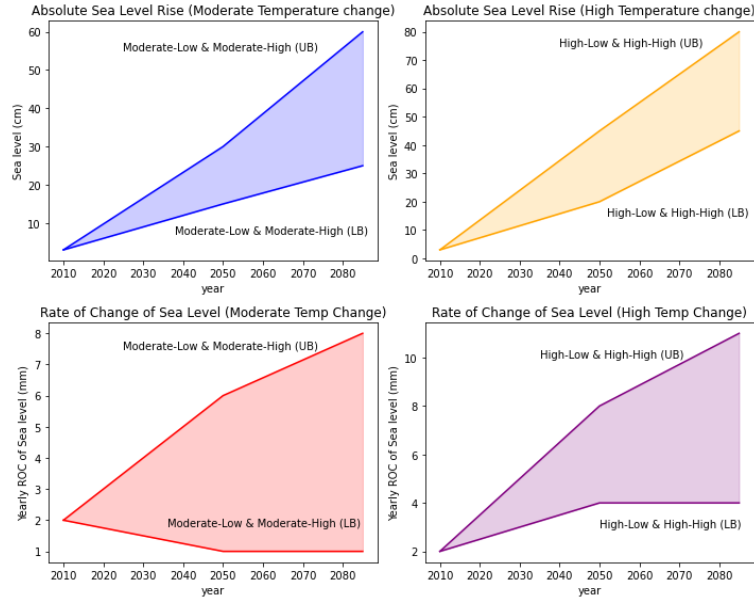 Absolute Sea Level Rise (Moderate Temperature change)
60
50
40
30
20
10
Sea level (cm)
Moderate-Low & Moderate-High (UB)
Moderate-Low & Moderate-High (LB)
2010 2020 2030 2040 2050 2060 2070 2080
year
Absolute Sea Level Rise (High Temperature change)
80
70
60
50
40
30
20
10
0
Sea level (cm)
High-Low & High-High (UB)
High-Low & High-High (LB)
2010 2020 2030 2040 2050 2060 2070 2080
year
Rate of Change of Sea Level (Moderate Temp Change)
8
7
6
5
4
3
2
1
Yearly ROC of Sea level (mm)
Moderate-Low & Moderate-High (UB)
Moderate-Low & Moderate-High (LB)
2010 2020 2030 2040 2050 2060 2070 2080
year
Rate of Change of Sea Level (High Temp Change)
10
8
6
4
2
Yearly ROC of Sea level (mm)
High-Low & High-High (UB)
High-Low & High-High (LB)
2010 2020 2030 2040 2050 2060 2070 2080
year